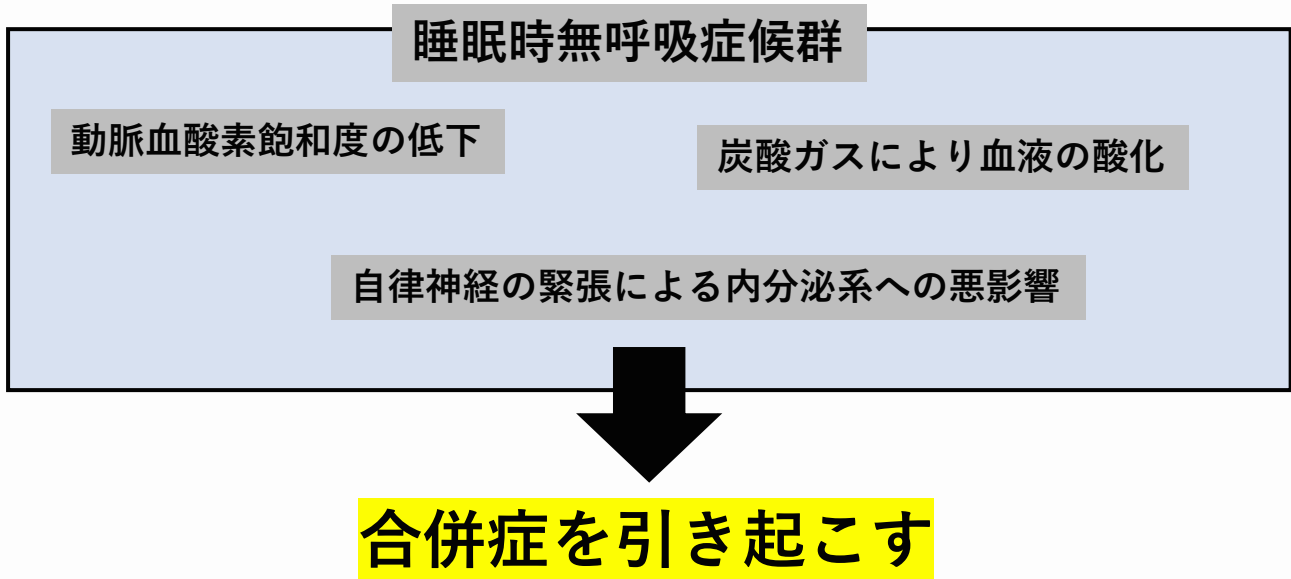 睡眠時無呼吸症候群
動脈血酸素飽和度の低下
炭酸ガスにより血液の酸化
自律神経の緊張による内分泌系への悪影響
合併症を引き起こす